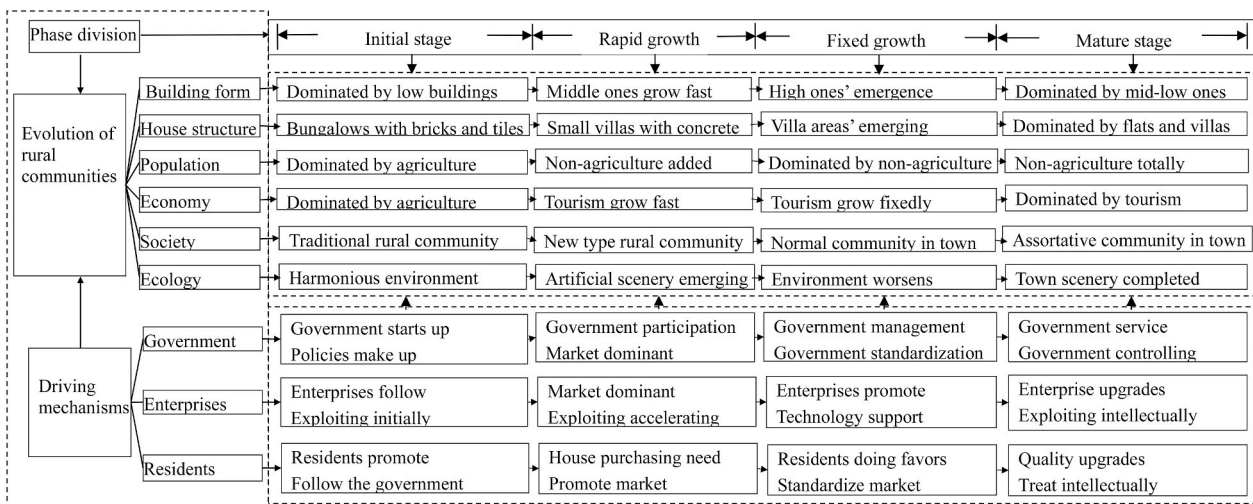 Phase division
Initial stage
Rapid growth
Fixed growth
Mature stage
Evolution of
rural
communities
Building form
Dominated by low buildings
Middle ones grow fast
High ones' emergence
Dominated by mid-low ones
House structure
Bungalows with bricks and tiles
Small villas with concrete
Villa areas' emerging
Dominated by flats and villas
Population
Dominated by agriculture
Non-agriculture added
Dominated by non-agriculture
Non-agriculture totally
Economy
Dominated by agriculture
Tourism grow fast
Tourism grow fixedly
Dominated by tourism
Society
Traditional rural community
New type rural community
Normal community in town
Assortative community in town
Ecology
Harmonious environment
Artificial scenery emerging
Environment worsens
Town scenery completed
Driving
mechanisms
Government
Government starts up
Policies make up
Government participation
Market dominant
Government management
Government standardization
Government service
Government controlling
Enterprises
Enterprises follow
Exploiting initially
Market dominant
Exploiting accelerating
Enterprises promote
Technology support
Enterprise upgrades
Exploiting intellectually
Residents
Residents promote
Follow the government
House purchasing need
Promote market
Residents doing favors
Standardize market
Quality upgrades
Treat intellectually